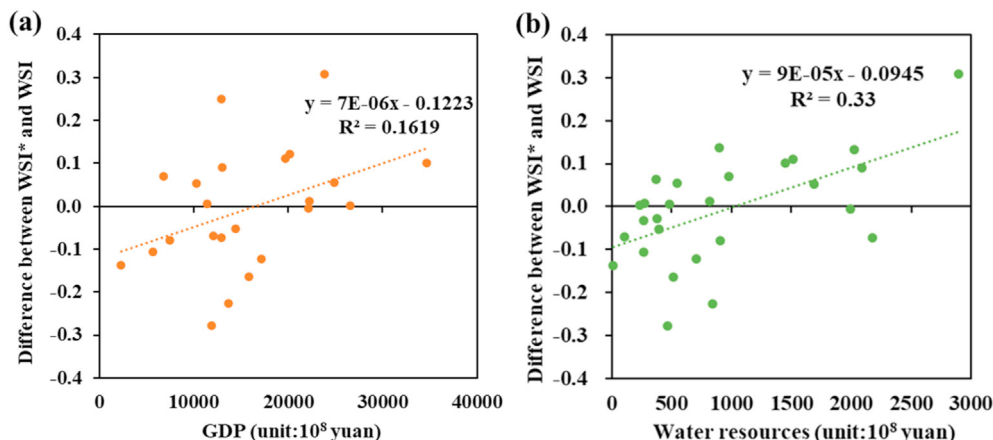 (a)
Difference between WSI* and WSI
0.4
0.3
0.2
0.1
0.0
-0.1
-0.2
-0.3
-0.4
y = 7E-06x - 0.1223
R² = 0.1619
0 10000 20000 30000 40000
GDP (unit:10⁸ yuan)
(b)
Difference between WSI* and WSI
0.4
0.3
0.2
0.1
0.0
-0.1
-0.2
-0.3
-0.4
y = 9E-05x - 0.0945
R² = 0.33
0 500 1000 1500 2000 2500 3000
Water resources (unit:10⁸ yuan)